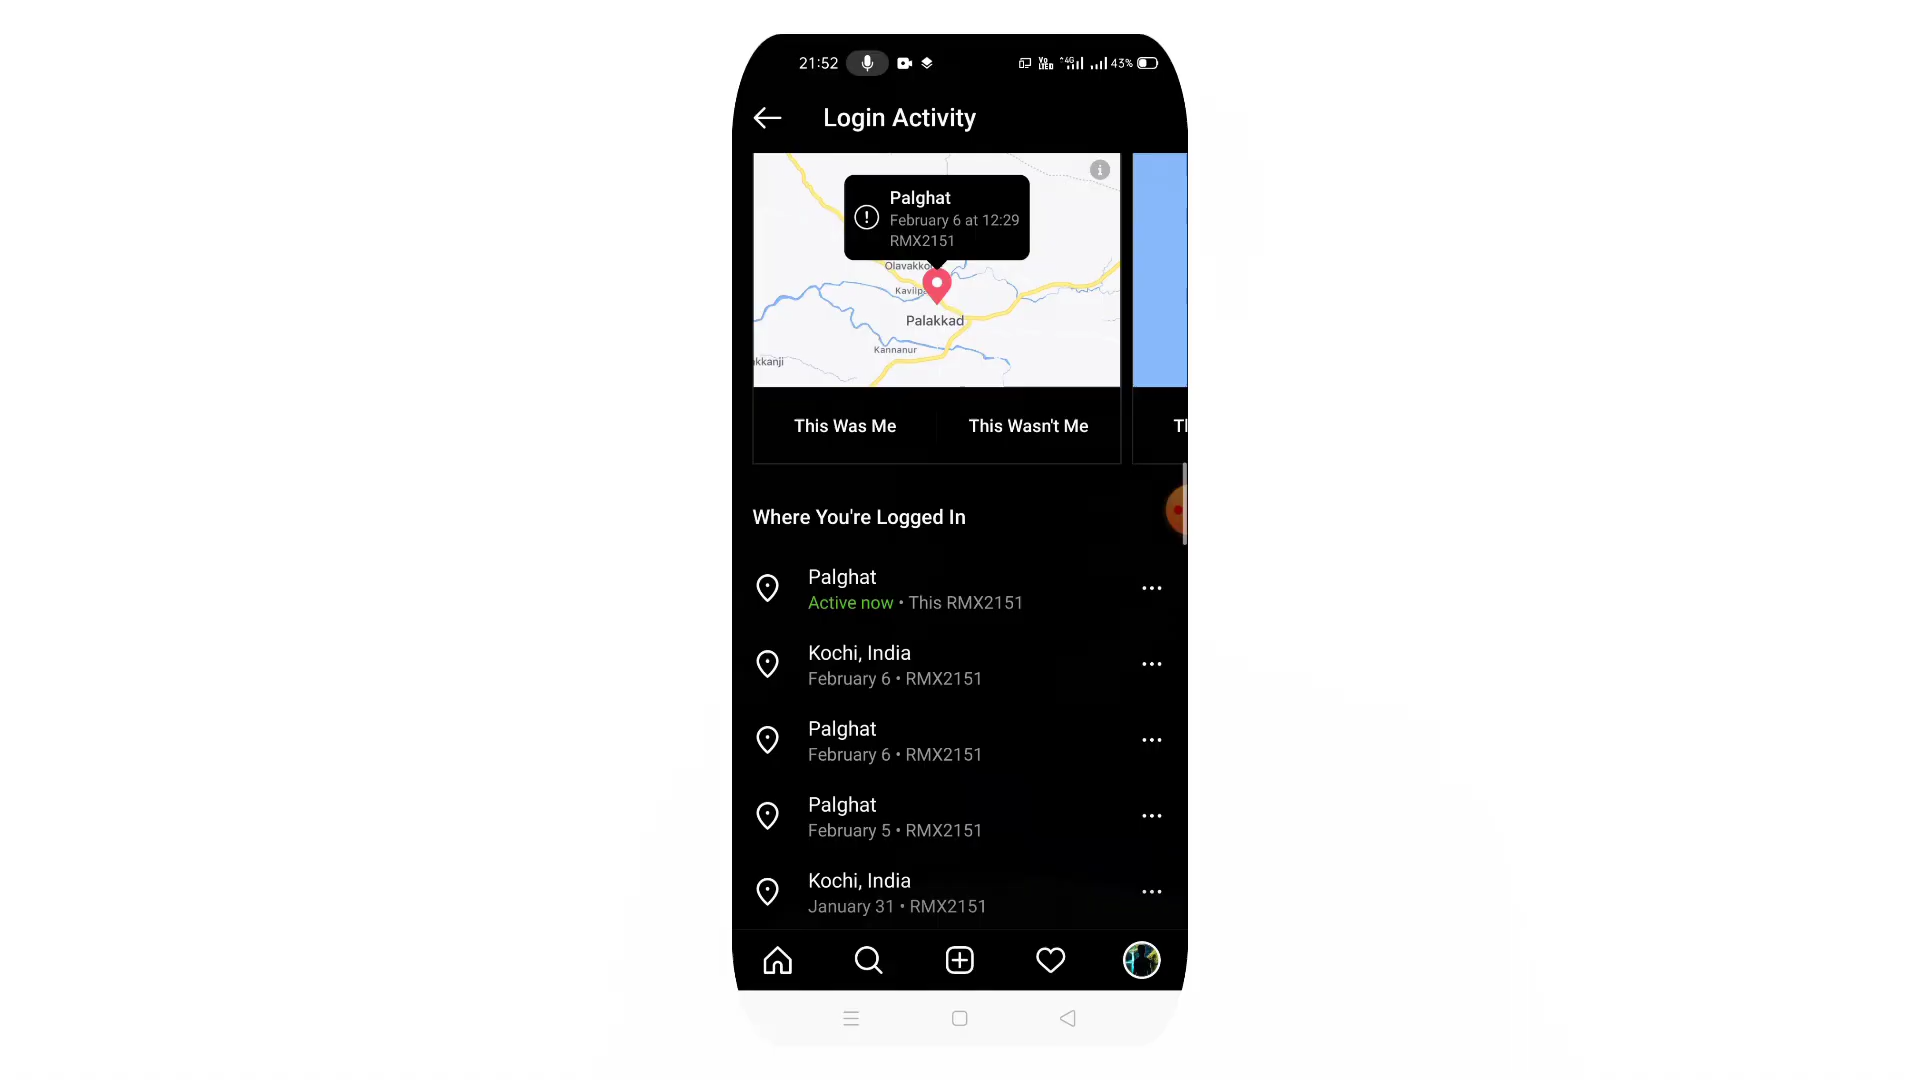 21:52
43%
Login Activity
Palghat
February 6 at 12:29
RMX2151
Kavilp
Palakkad
Kannanur
kkanji
This Was Me
This Wasn't Me
Where You're Logged In
Palghat
Active now • This RMX2151
Kochi, India
February 6 • RMX2151
Palghat
February 6 • RMX2151
Palghat
February 5 • RMX2151
Kochi, India
January 31 • RMX2151